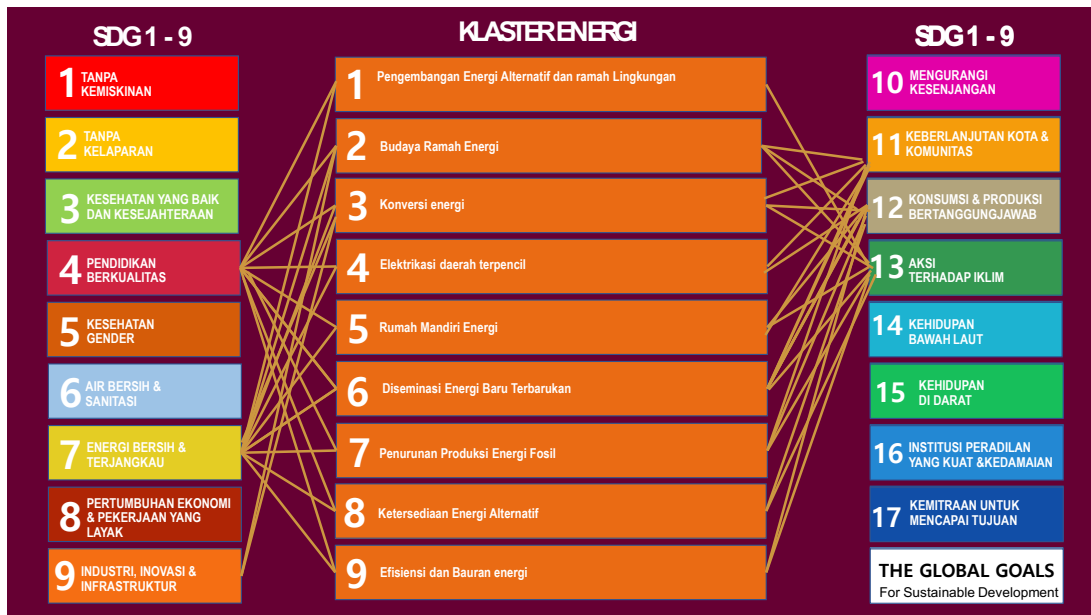 SDG 1 - 9
1 TANPA
KEMISKINAN
2 TANPA
KELAPARAN
3 KESEHATAN YANG BAIK
DAN KESEJAHTERAAN
4 PENDIDIKAN
BERKUALITAS
5 KESEHATAN
GENDER
6 AIR BERSIH &
SANITASI
7 ENERGI BERSIH &
TERJANGKAU
8 PERTUMBUHAN EKONOMI
& PEKERJAAN YANG
LAYAK
9 INDUSTRI, INOVASI &
INFRASTRUKTUR
KLASTER ENERGI
1 Pengembangan Energi Alternatif dan ramah Lingkungan
2 Budaya Ramah Energi
3 Konversi energi
4 Elektrikasi daerah terpencil
5 Rumah Mandiri Energi
6 Diseminasi Energi Baru Terbarukan
7 Penurunan Produksi Energi Fosil
8 Ketersediaan Energi Alternatif
9 Efisiensi dan Bauran energi
SDG 1 - 9
10 MENGURANGI
KESENJANGAN
11 KEBERLANJUTAN KOTA &
KOMUNITAS
12 KONSUMSI & PRODUKSI
BERTANGGUNGJAWAB
13 AKSI
TERHADAP IKLIM
14 KEHIDUPAN
BAWAH LAUT
15 KEHIDUPAN
DI DARAT
16 INSTITUSI PERADILAN
YANG KUAT &KEDAMAIAN
17 KEMITRAAN UNTUK
MENCAPAI TUJUAN
THE GLOBAL GOALS
For Sustainable Development